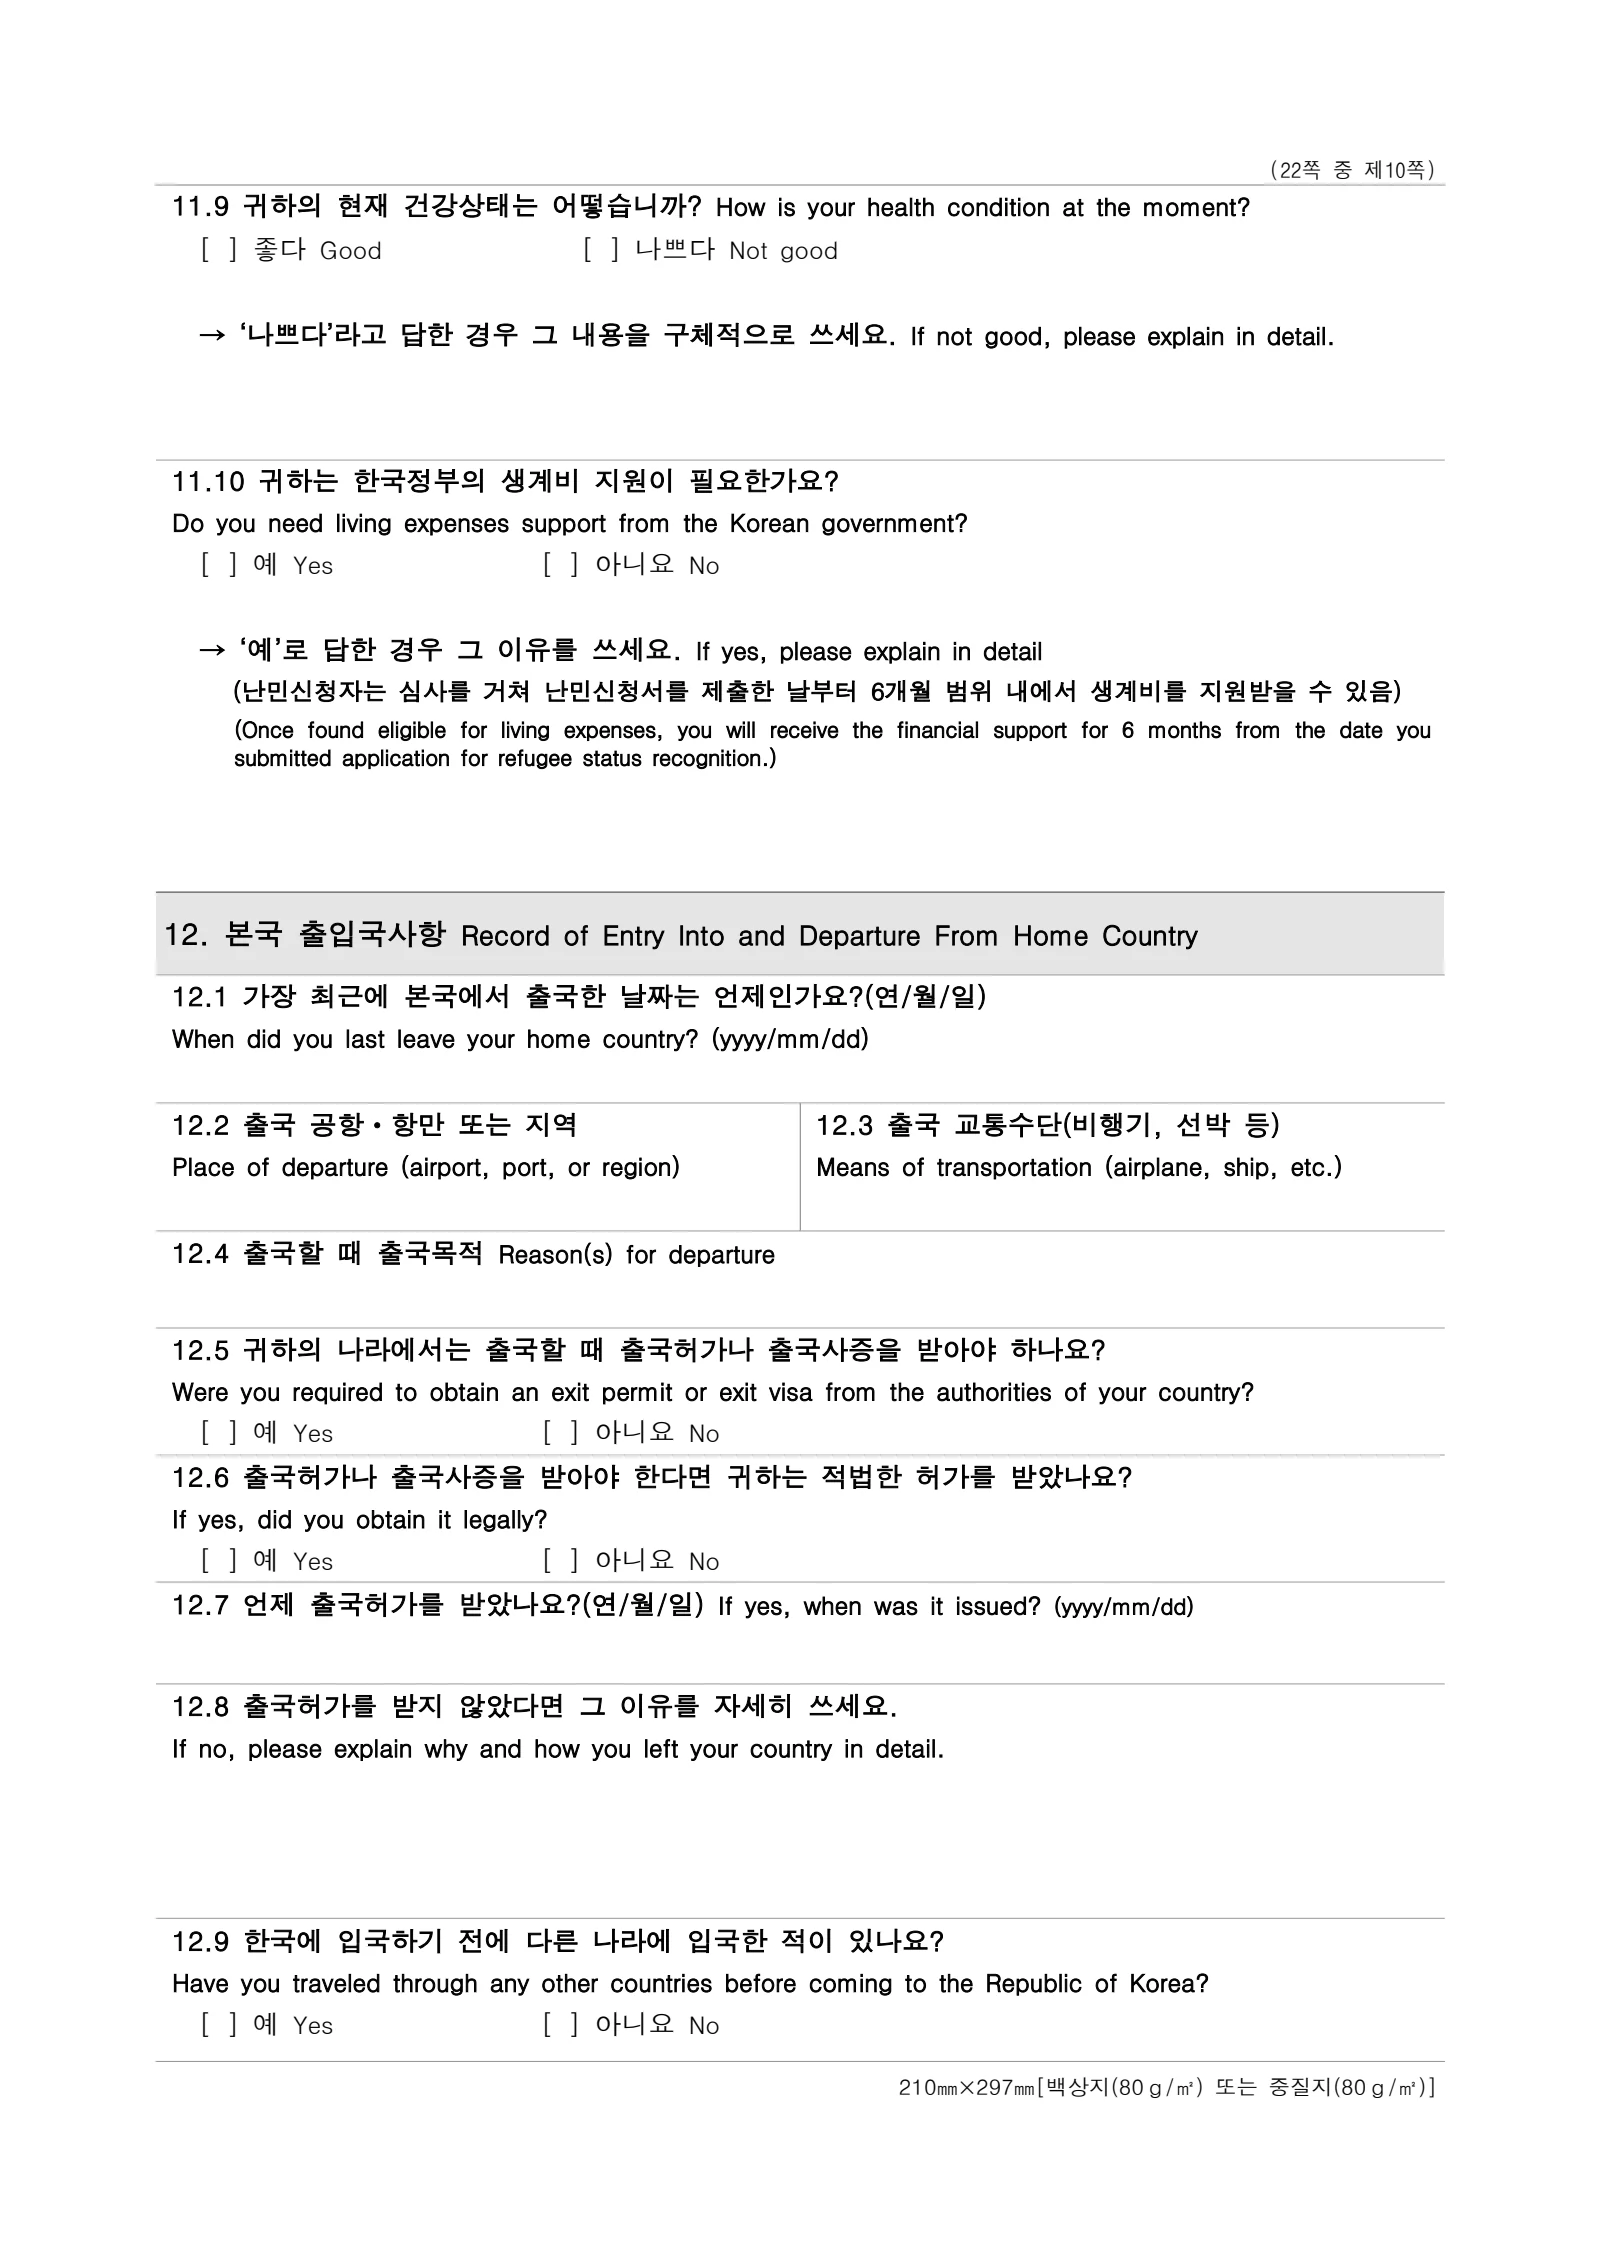 (22쪽 중 제10쪽)
11.9 귀하의 현재 건강상태는 어떻습니까? How is your health condition at the moment?
[ ] 좋다 Good [ ] 나쁘다 Not good
→ ‘나쁘다’라고 답한 경우 그 내용을 구체적으로 쓰세요. If not good, please explain in detail.
11.10 귀하는 한국정부의 생계비 지원이 필요한가요?
Do you need living expenses support from the Korean government?
[ ] 예 Yes [ ] 아니요 No
→ ‘예’로 답한 경우 그 이유를 쓰세요. If yes, please explain in detail
(난민신청자는 심사를 거쳐 난민신청서를 제출한 날부터 6개월 범위 내에서 생계비를 지원받을 수 있음)
(Once found eligible for living expenses, you will receive the financial support for 6 months from the date you
submitted application for refugee status recognition.)
12. 본국 출입국사항 Record of Entry Into and Departure From Home Country
12.1 가장 최근에 본국에서 출국한 날짜는 언제인가요?(연/월/일)
When did you last leave your home country? (yyyy/mm/dd)
12.2 출국 공항・항만 또는 지역
Place of departure (airport, port, or region)
12.3 출국 교통수단(비행기, 선박 등)
Means of transportation (airplane, ship, etc.)
12.4 출국할 때 출국목적 Reason(s) for departure
12.5 귀하의 나라에서는 출국할 때 출국허가나 출국사증을 받아야 하나요?
Were you required to obtain an exit permit or exit visa from the authorities of your country?
[ ] 예 Yes [ ] 아니요 No
12.6 출국허가나 출국사증을 받아야 한다면 귀하는 적법한 허가를 받았나요?
If yes, did you obtain it legally?
[ ] 예 Yes [ ] 아니요 No
12.7 언제 출국허가를 받았나요?(연/월/일) If yes, when was it issued? (yyyy/mm/dd)
12.8 출국허가를 받지 않았다면 그 이유를 자세히 쓰세요.
If no, please explain why and how you left your country in detail.
12.9 한국에 입국하기 전에 다른 나라에 입국한 적이 있나요?
Have you traveled through any other countries before coming to the Republic of Korea?
[ ] 예 Yes [ ] 아니요 No
210㎜×297㎜[백상지(80ｇ/㎡) 또는 중질지(80ｇ/㎡)]